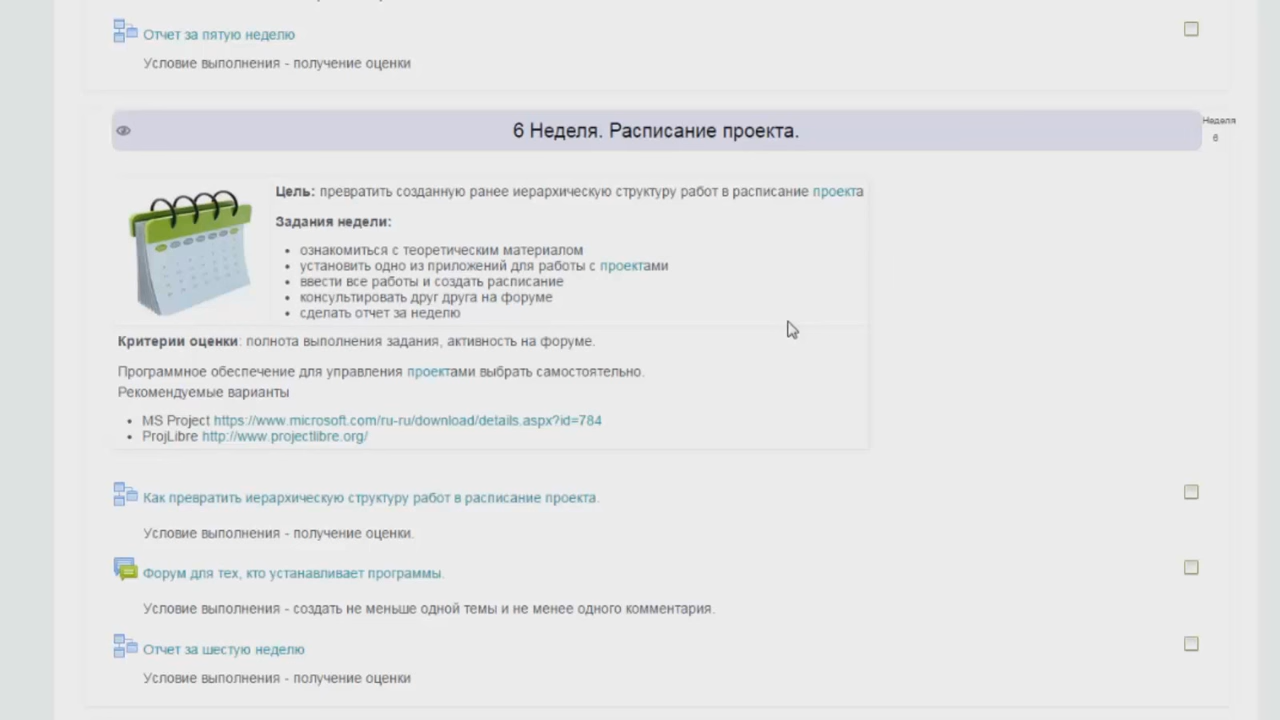 Отчет за пятую неделю
Условие выполнения - получение оценки
6 Неделя. Расписание проекта.
Неделя
6
Цель: превратить созданную ранее иерархическую структуру работ в расписание проекта
Задания недели:
ознакомиться с теоретическим материалом
установить одно из приложений для работы с проектами
ввести все работы и создать расписание
консультировать друг друга на форуме
сделать отчет за неделю
Критерии оценки: полнота выполнения задания, активность на форуме.
Программное обеспечение для управления проектами выбрать самостоятельно.
Рекомендуемые варианты
MS Project https://www.microsoft.com/ru-ru/download/details.aspx?id=784
ProjLibre http://www.projectlibre.org/
Как превратить иерархическую структуру работ в расписание проекта.
Условие выполнения - получение оценки.
Форум для тех, кто устанавливает программы.
Условие выполнения - создать не меньше одной темы и не менее одного комментария.
Отчет за шестую неделю
Условие выполнения - получение оценки